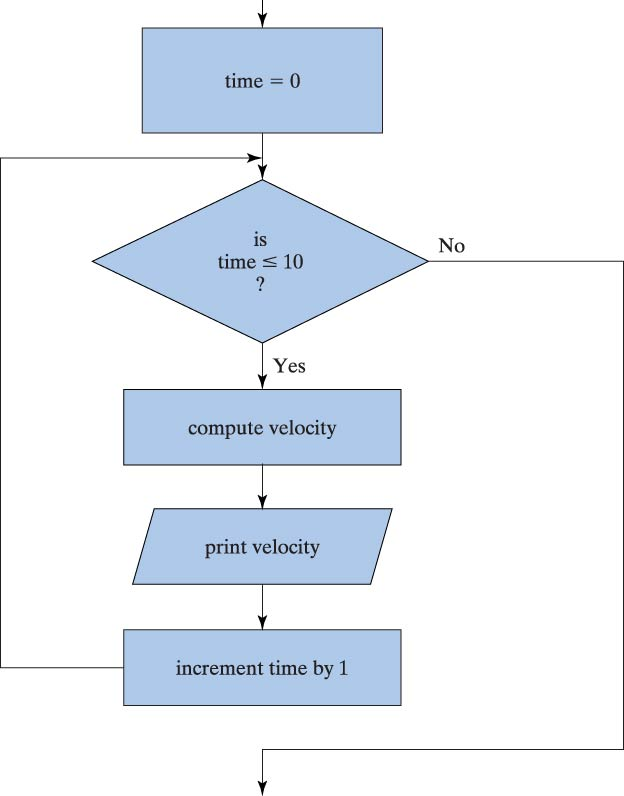 time = 0
is
time ≤ 10
?
No
Yes
compute velocity
print velocity
increment time by 1